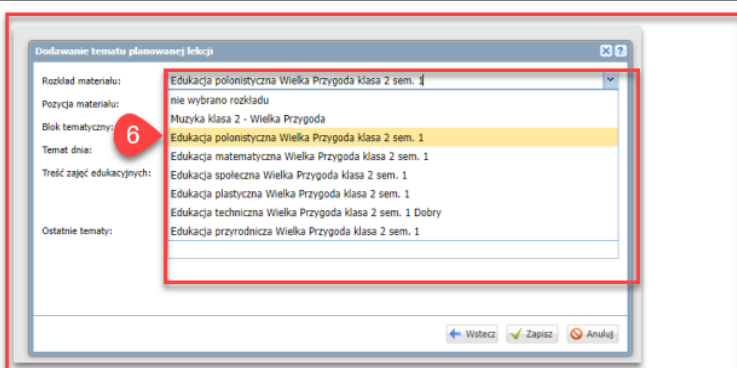 Dodawanie tematu planowanej lekcji
Rozkład materiału: Edukacja polonistyczna Wielka Przygoda klasa 2 sem. 1
Pozycja materiału: nie wybrano rozkładu
Blok tematyczny: Muzyka klasa 2 - Wielka Przygoda
6 Edukacja polonistyczna Wielka Przygoda klasa 2 sem. 1
Temat dnia: Edukacja matematyczna Wielka Przygoda klasa 2 sem. 1
Treść zajęć edukacyjnych: Edukacja społeczna Wielka Przygoda klasa 2 sem. 1
Edukacja plastyczna Wielka Przygoda klasa 2 sem. 1
Edukacja techniczna Wielka Przygoda klasa 2 sem. 1 Dobry
Ostatnie tematy: Edukacja przyrodnicza Wielka Przygoda klasa 2 sem. 1
Wstecz Zapisz Anuluj